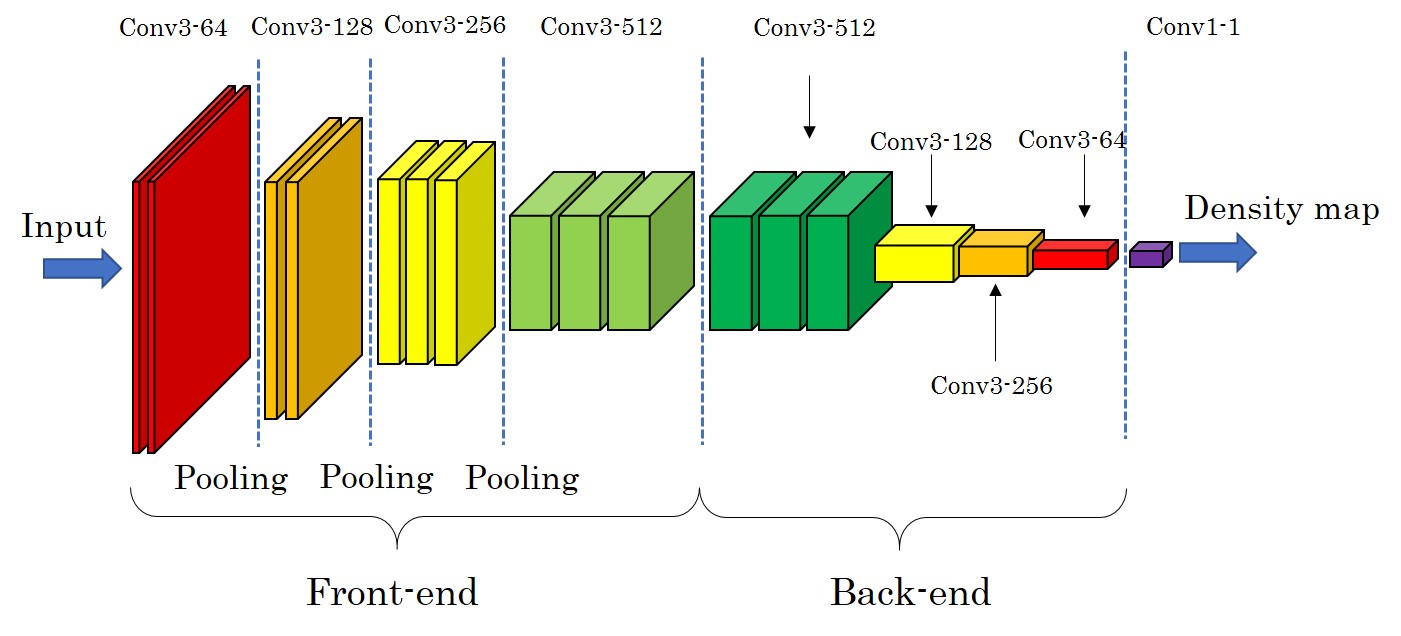 Conv3-64
Conv3-128
Conv3-256
Conv3-512
Conv3-512
Conv1-1
Conv3-128
Conv3-64
Input
Density map
Conv3-256
Pooling
Pooling
Pooling
Front-end
Back-end